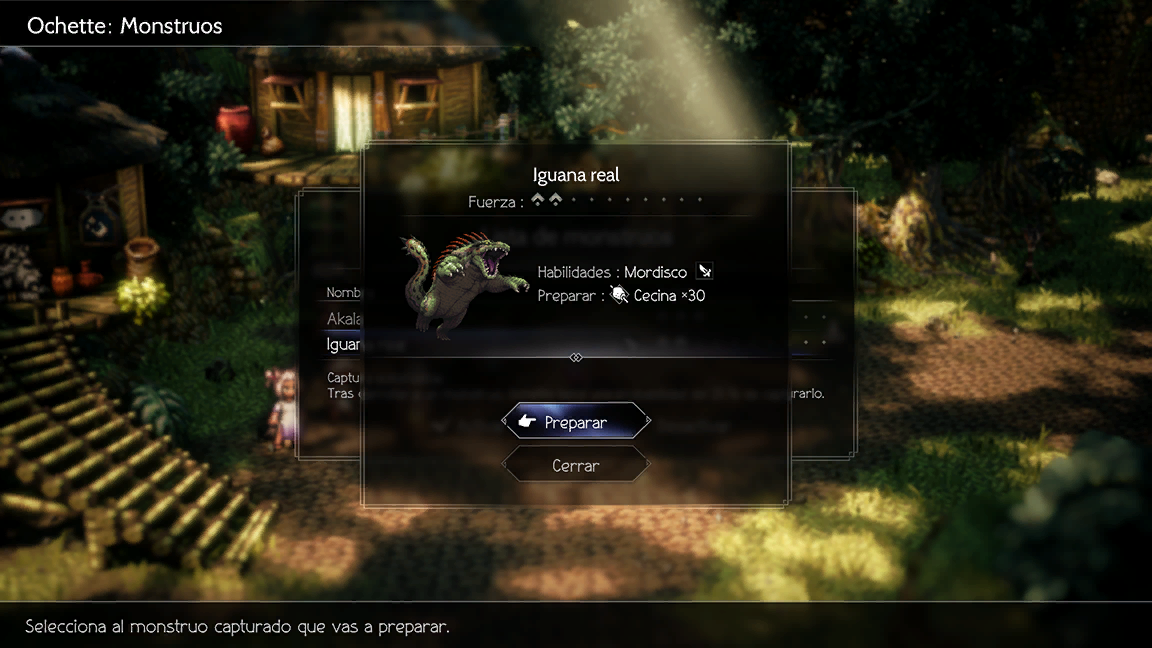 Ochette: Monstruos
Iguana real
Fuerza :
Habilidades : Mordisco
Preparar : Cecina ×30
Nomb
Akala
Iguan
Captu
Tras
rarlo.
Preparar
Cerrar
Selecciona al monstruo capturado que vas a preparar.